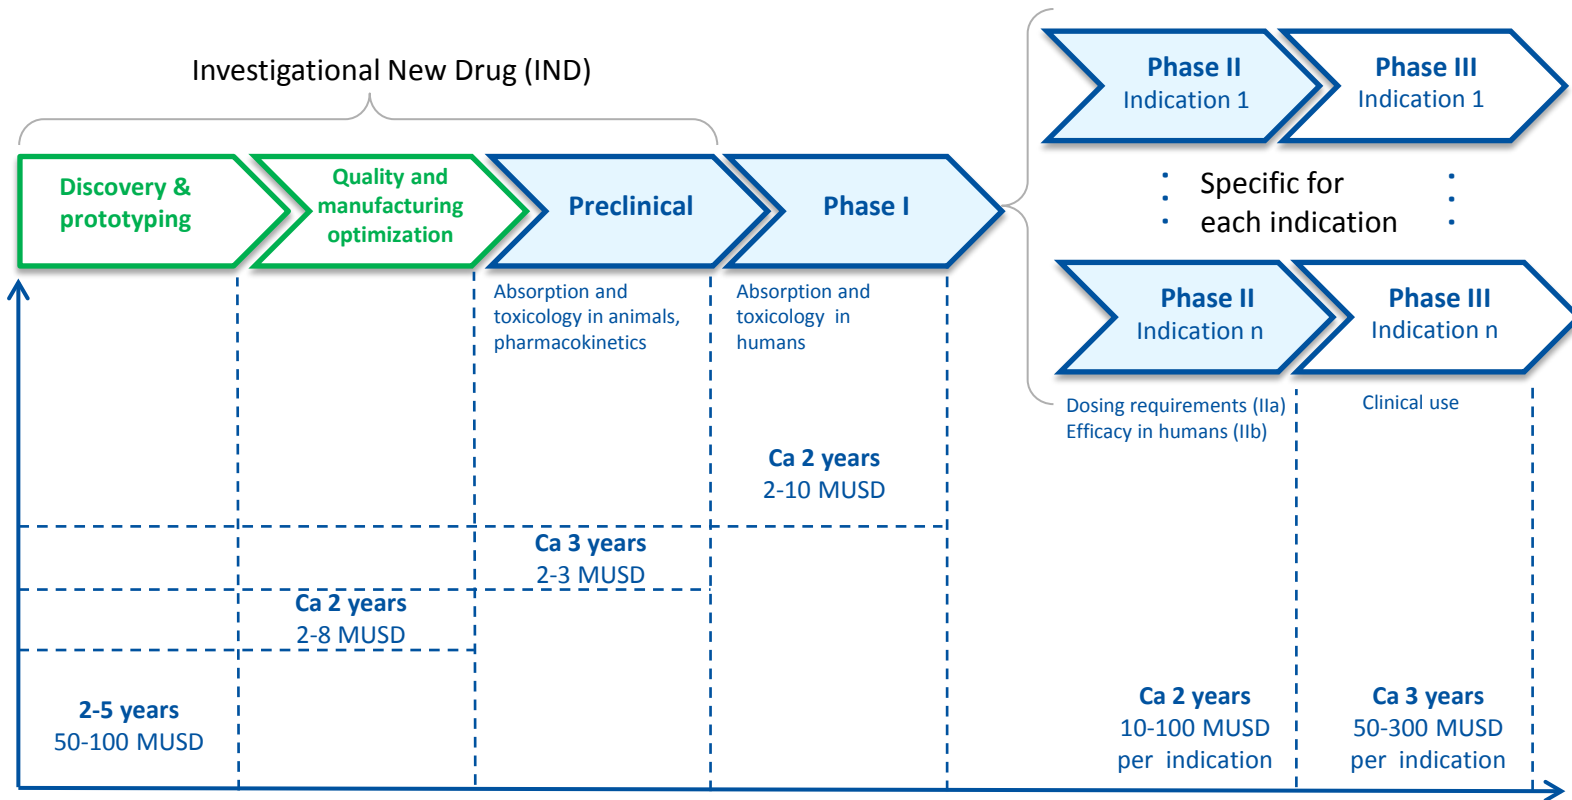 Investigational New Drug (IND)
Discovery &
prototyping
Quality and
manufacturing
optimization
Preclinical
Phase I
Phase II
Indication 1
Phase III
Indication 1
Specific for
each indication
Phase II
Indication n
Phase III
Indication n
Absorption and
toxicology in animals,
pharmacokinetics
Absorption and
toxicology in
humans
Dosing requirements (IIa)
Efficacy in humans (IIb)
Clinical use
Ca 2 years
2-10 MUSD
Ca 3 years
2-3 MUSD
Ca 2 years
2-8 MUSD
2-5 years
50-100 MUSD
Ca 2 years
10-100 MUSD
per indication
Ca 3 years
50-300 MUSD
per indication